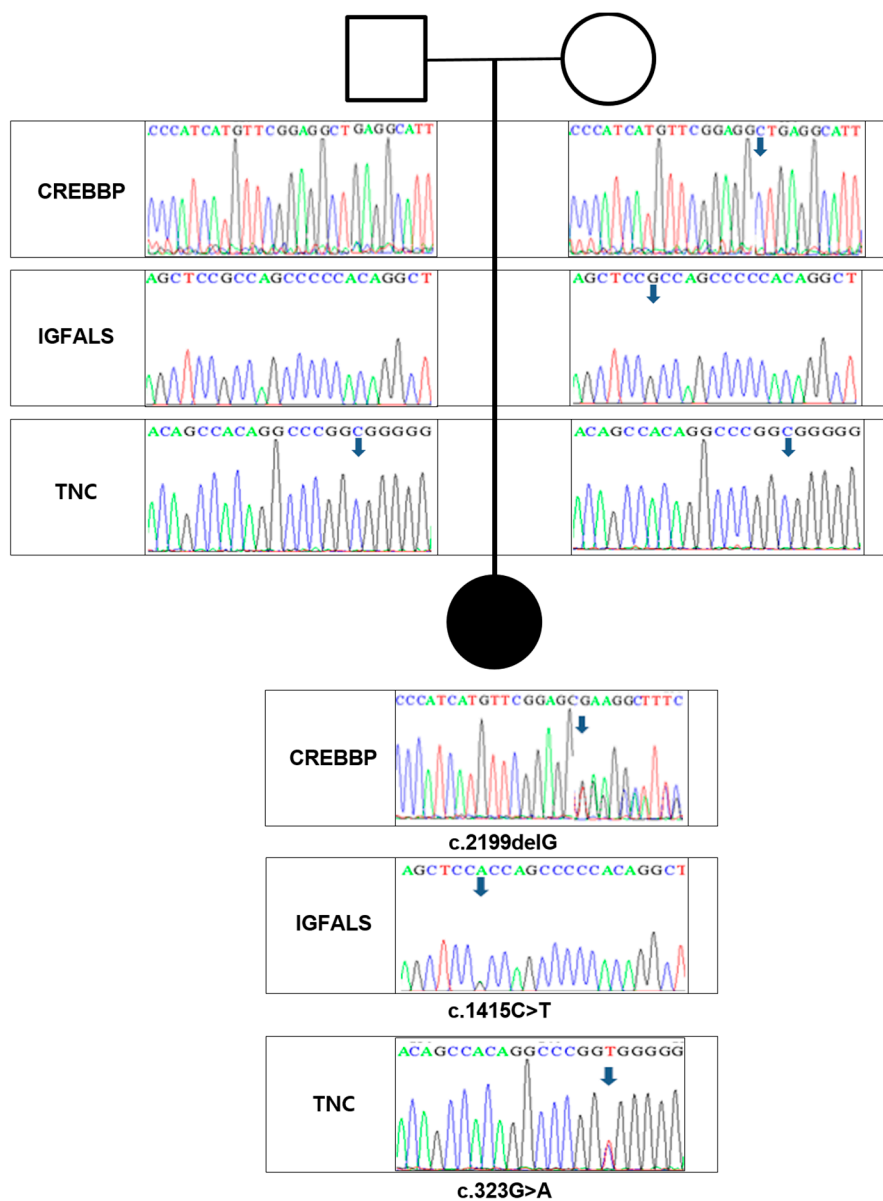 CCCATCATGTTCGGAGGCTGAGGCATT
CCCATCATGTTCGGAGGCTGAGGCATT
CREBBP
AGCTCCGCCAGCCCCCACAGGCT
AGCTCCGCCAGCCCCCACAGGCT
IGFALS
ACAGCCACAGGCCCGGCGGGGG
ACAGCCACAGGCCCGGCGGGGG
TNC
CCCATCATGTTCGGAGCGAAGGCTTTC
CREBBP
c.2199delG
AGCTCCACCAGCCCCCACAGGCT
IGFALS
c.1415C>T
ACAGCCACAGGCCCGGTGGGGG
TNC
c.323G>A